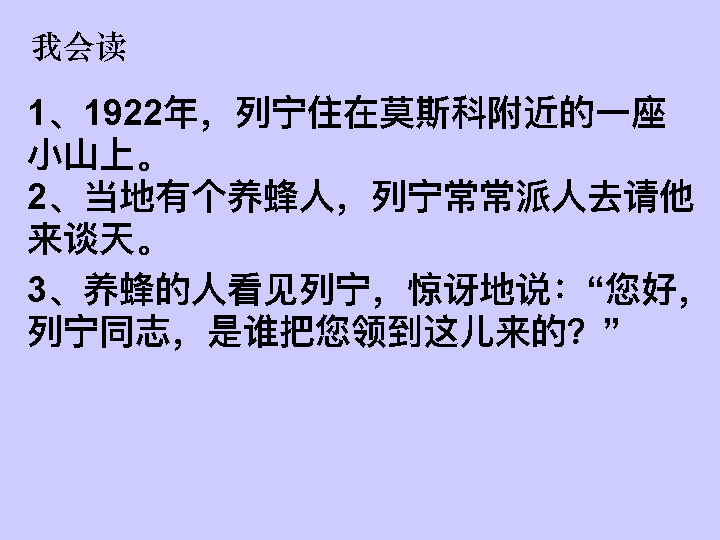 我会读
1、1922年，列宁住在莫斯科附近的一座
小山上。
2、当地有个养蜂人，列宁常常派人去请他
来谈天。
3、养蜂的人看见列宁，惊讶地说：“您好，
列宁同志，是谁把您领到这儿来的？”